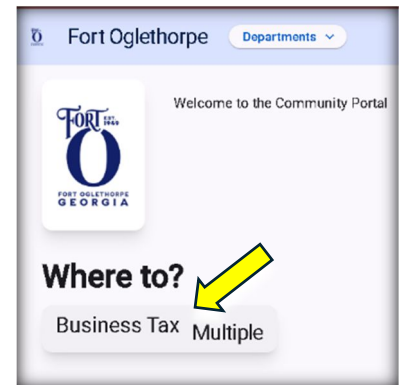 Fort Oglethorpe Departments
Welcome to the Community Portal
FORT EST. 1949
O
FORT OGLETHORPE
GEORGIA
Where to?
Business Tax Multiple